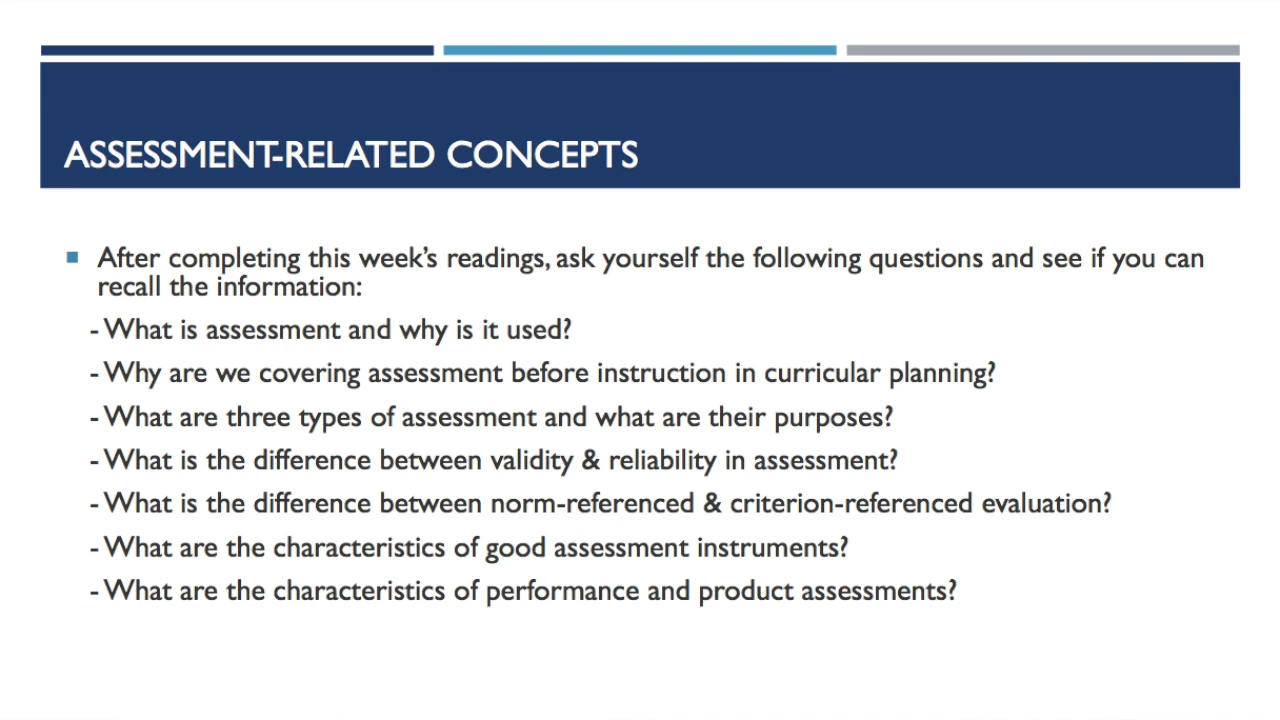 ASSESSMENT-RELATED CONCEPTS
After completing this week’s readings, ask yourself the following questions and see if you can
recall the information:
- What is assessment and why is it used?
- Why are we covering assessment before instruction in curricular planning?
- What are three types of assessment and what are their purposes?
- What is the difference between validity & reliability in assessment?
- What is the difference between norm-referenced & criterion-referenced evaluation?
- What are the characteristics of good assessment instruments?
- What are the characteristics of performance and product assessments?